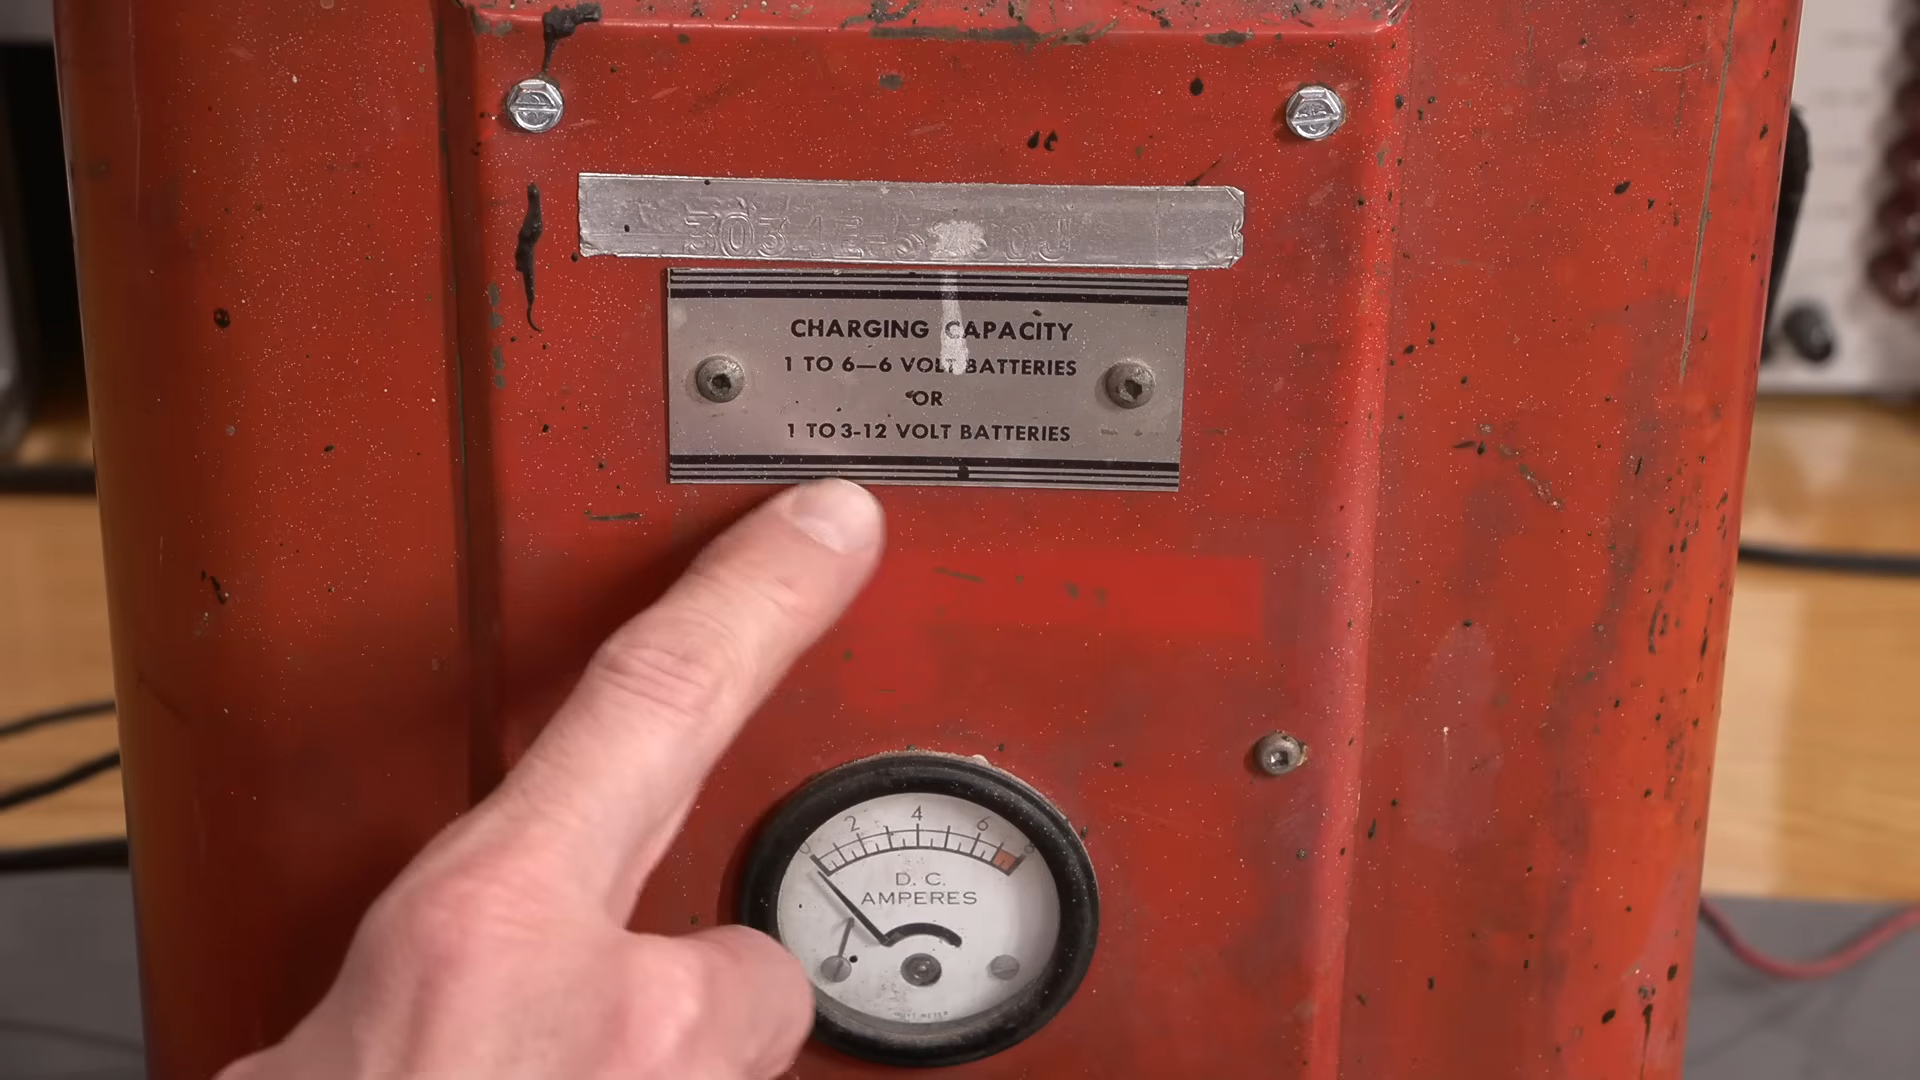 CHARGING CAPACITY
1 TO 6—6 VOLT BATTERIES
OR
1 TO 3-12 VOLT BATTERIES
0 2 4 6 8
D. C.
AMPERES